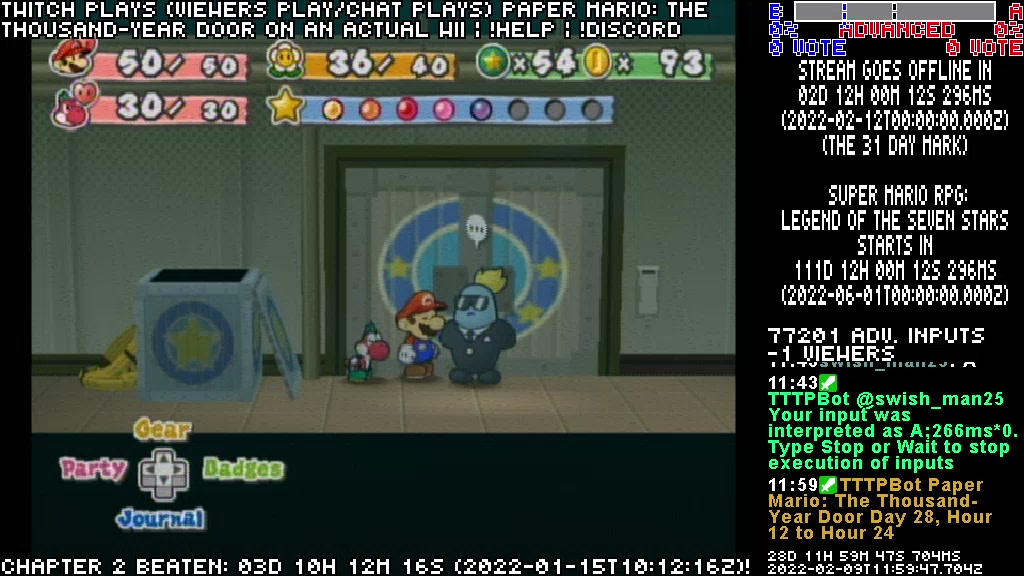 TWITCH PLAYS (VIEWERS PLAY/CHAT PLAYS) PAPER MARIO: THE
THOUSAND-YEAR DOOR ON AN ACTUAL WII ¦ !HELP ¦ !DISCORD
B A
0% ADVANCED 0%
0 VOTE 0 VOTE
50/ 50
36/ 40
×54
× 93
30/ 30
STREAM GOES OFFLINE IN
02D 12H 00M 12S 296MS
(2022-02-12T00:00:00.000Z)
(THE 31 DAY MARK)
SUPER MARIO RPG:
LEGEND OF THE SEVEN STARS
STARTS IN
111D 12H 00M 12S 296MS
(2022-06-01T00:00:00.000Z)
77201 ADV. INPUTS
-1 VIEWERS
11:43
TTTPBot @swish_man25
Your input was
interpreted as A;266ms*0.
Type Stop or Wait to stop
execution of inputs
11:59 TTTPBot Paper
Mario: The Thousand-
Year Door Day 28, Hour
12 to Hour 24
...
Gear
Party
Badges
Journal
CHAPTER 2 BEATEN: 03D 10H 12M 16S (2022-01-15T10:12:16Z)!
28D 11H 59M 47S 704MS
2022-02-09T11:59:47.704Z